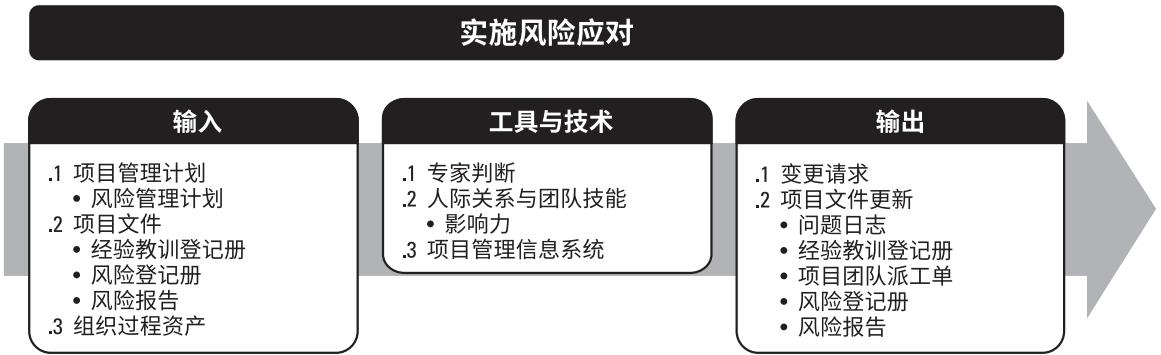 实施风险应对
输入
.1 项目管理计划
• 风险管理计划
.2 项目文件
• 经验教训登记册
• 风险登记册
• 风险报告
.3 组织过程资产
工具与技术
.1 专家判断
.2 人际关系与团队技能
• 影响力
.3 项目管理信息系统
输出
.1 变更请求
.2 项目文件更新
• 问题日志
• 经验教训登记册
• 项目团队派工单
• 风险登记册
• 风险报告